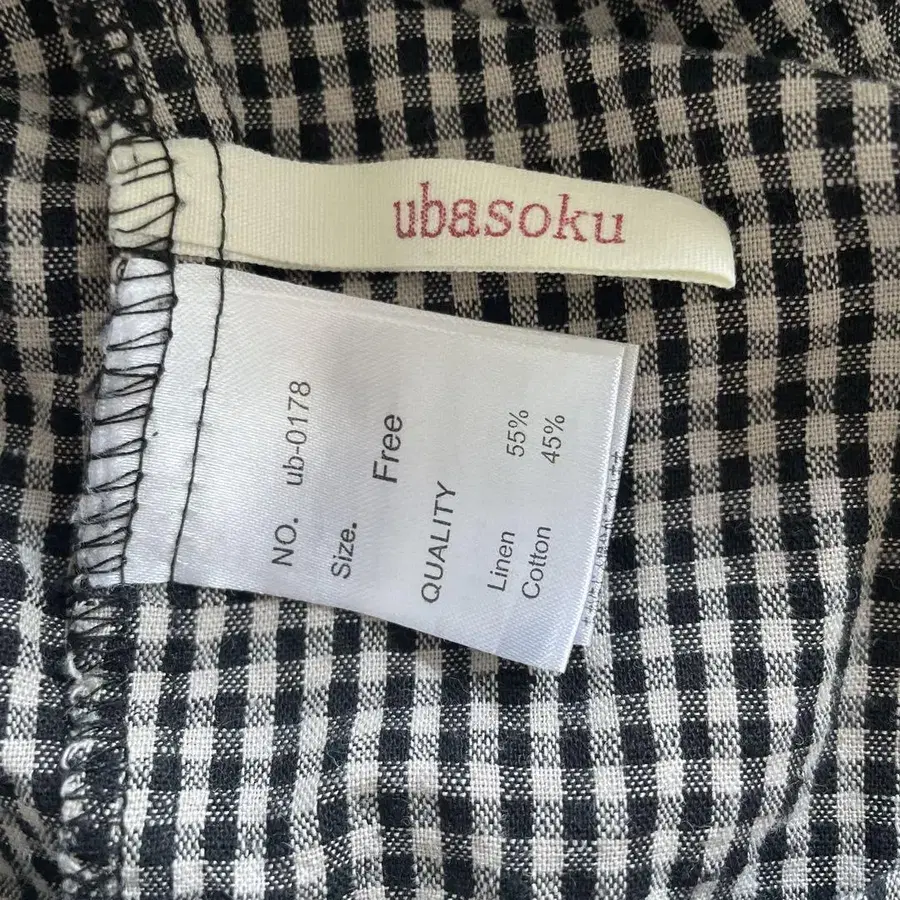 ubasoku
NO. ub-0178
Size. Free
QUALITY
Linen 55%
Cotton 45%